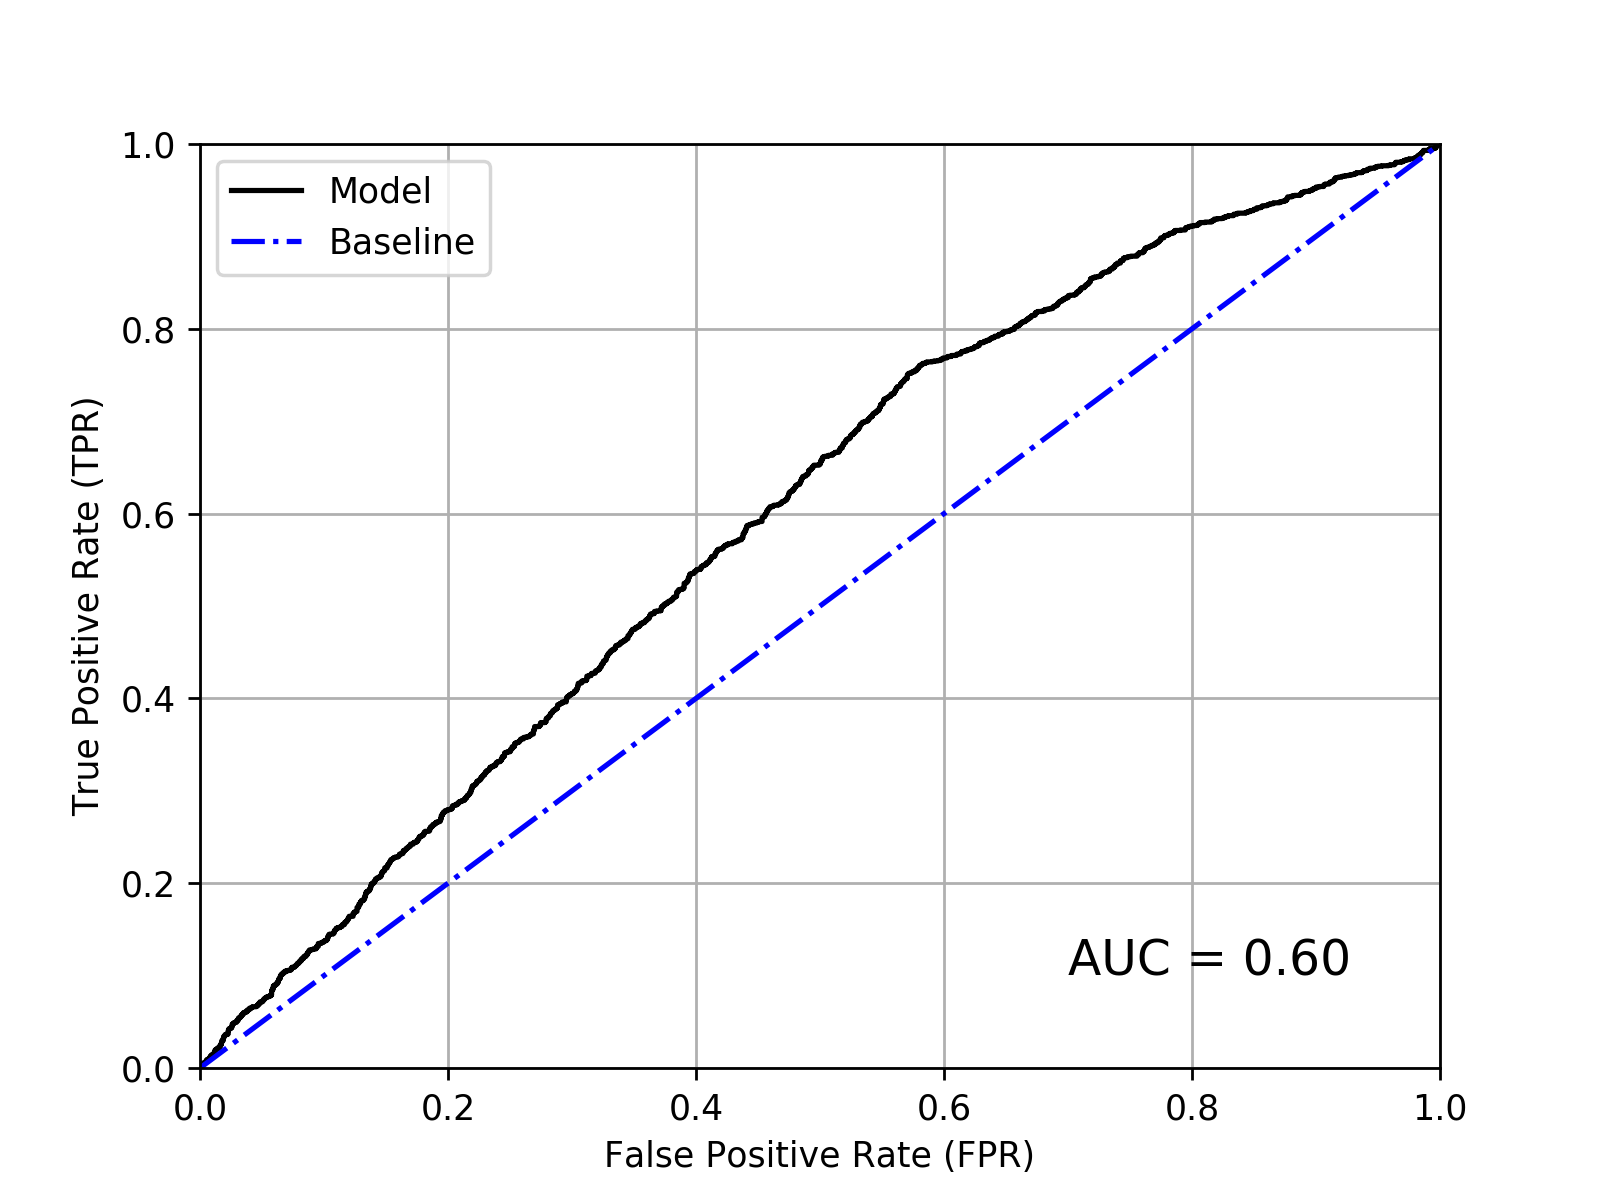 1.0
0.8
0.6
0.4
0.2
0.0
True Positive Rate (TPR)
Model
Baseline
AUC = 0.60
0.0 0.2 0.4 0.6 0.8 1.0
False Positive Rate (FPR)